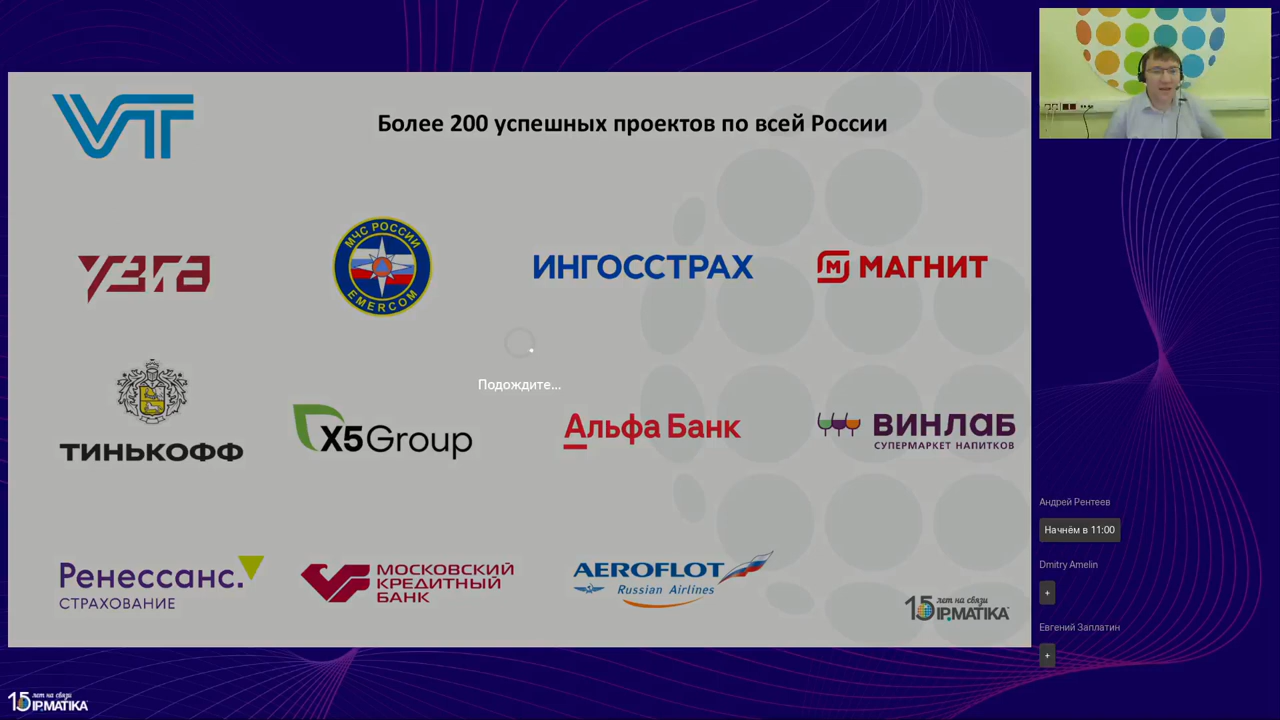 VT
Более 200 успешных проектов по всей России
УЗГА
МЧС РОССИИ
EMERCOM
ИНГОССТРАХ
М МАГНИТ
Подождите...
ТИНЬКОФФ
X5Group
Альфа Банк
ВИНЛАБ
СУПЕРМАРКЕТ НАПИТКОВ
Ренессанс.
СТРАХОВАНИЕ
МОСКОВСКИЙ
КРЕДИТНЫЙ
БАНК
AEROFLOT
Russian Airlines
15 лет на связи
IPMATIKA
Андрей Рентеев
Начнём в 11:00
Dmitry Amelin
+
Евгений Заплатин
+
15 лет на связи
IPMATIKA